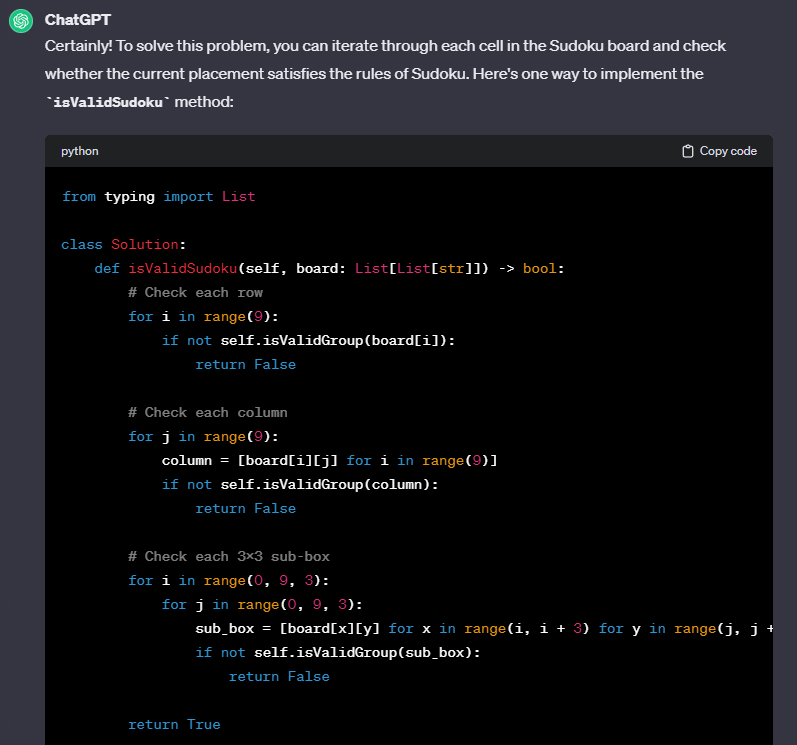 ChatGPT
Certainly! To solve this problem, you can iterate through each cell in the Sudoku board and check
whether the current placement satisfies the rules of Sudoku. Here's one way to implement the
`isValidSudoku` method:
python
Copy code
from typing import List
class Solution:
    def isValidSudoku(self, board: List[List[str]]) -> bool:
        # Check each row
        for i in range(9):
            if not self.isValidGroup(board[i]):
                return False
        # Check each column
        for j in range(9):
            column = [board[i][j] for i in range(9)]
            if not self.isValidGroup(column):
                return False
        # Check each 3×3 sub-box
        for i in range(0, 9, 3):
            for j in range(0, 9, 3):
                sub_box = [board[x][y] for x in range(i, i + 3) for y in range(j, j +
                if not self.isValidGroup(sub_box):
                    return False
        return True